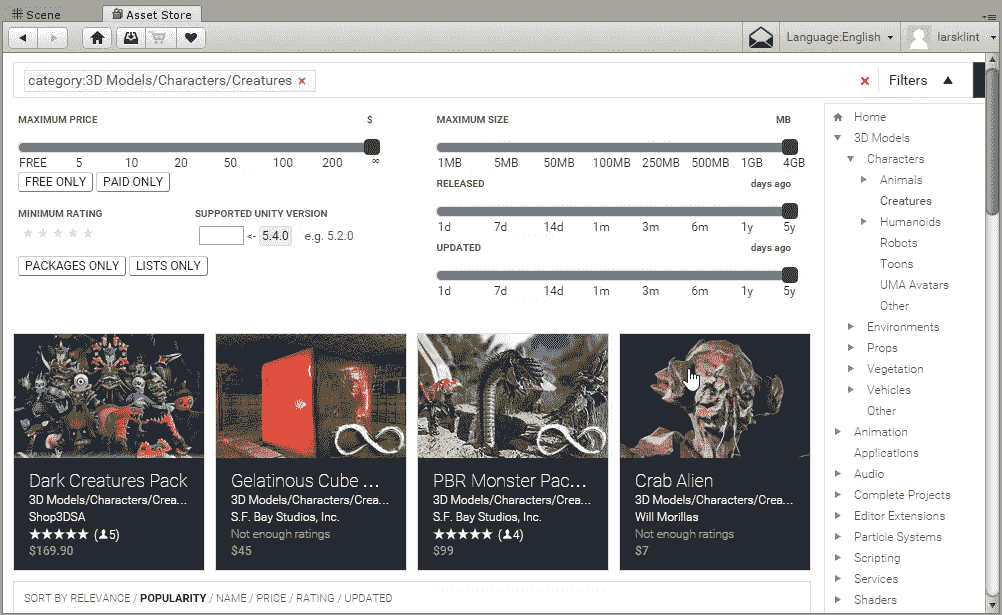 Scene
Asset Store
Language:English
larsklint
category:3D Models/Characters/Creatures ×
× Filters
MAXIMUM PRICE $
FREE 5 10 20 50 100 200 ∞
FREE ONLY PAID ONLY
MINIMUM RATING
SUPPORTED UNITY VERSION
<- 5.4.0 e.g. 5.2.0
PACKAGES ONLY LISTS ONLY
MAXIMUM SIZE MB
1MB 5MB 50MB 100MB 250MB 500MB 1GB 4GB
RELEASED days ago
1d 7d 14d 1m 3m 6m 1y 5y
UPDATED days ago
1d 7d 14d 1m 3m 6m 1y 5y
Dark Creatures Pack
3D Models/Characters/Crea...
Shop3DSA
★★★★★ (5)
$169.90
Gelatinous Cube ...
3D Models/Characters/Crea...
S.F. Bay Studios, Inc.
Not enough ratings
$45
PBR Monster Pac...
3D Models/Characters/Crea...
S.F. Bay Studios, Inc.
★★★★★ (4)
$99
Crab Alien
3D Models/Characters/Crea...
Will Morillas
Not enough ratings
$7
SORT BY RELEVANCE / POPULARITY / NAME / PRICE / RATING / UPDATED
Home
3D Models
Characters
Animals
Creatures
Humanoids
Robots
Toons
UMA Avatars
Other
Environments
Props
Vegetation
Vehicles
Other
Animation
Applications
Audio
Complete Projects
Editor Extensions
Particle Systems
Scripting
Services
Shaders